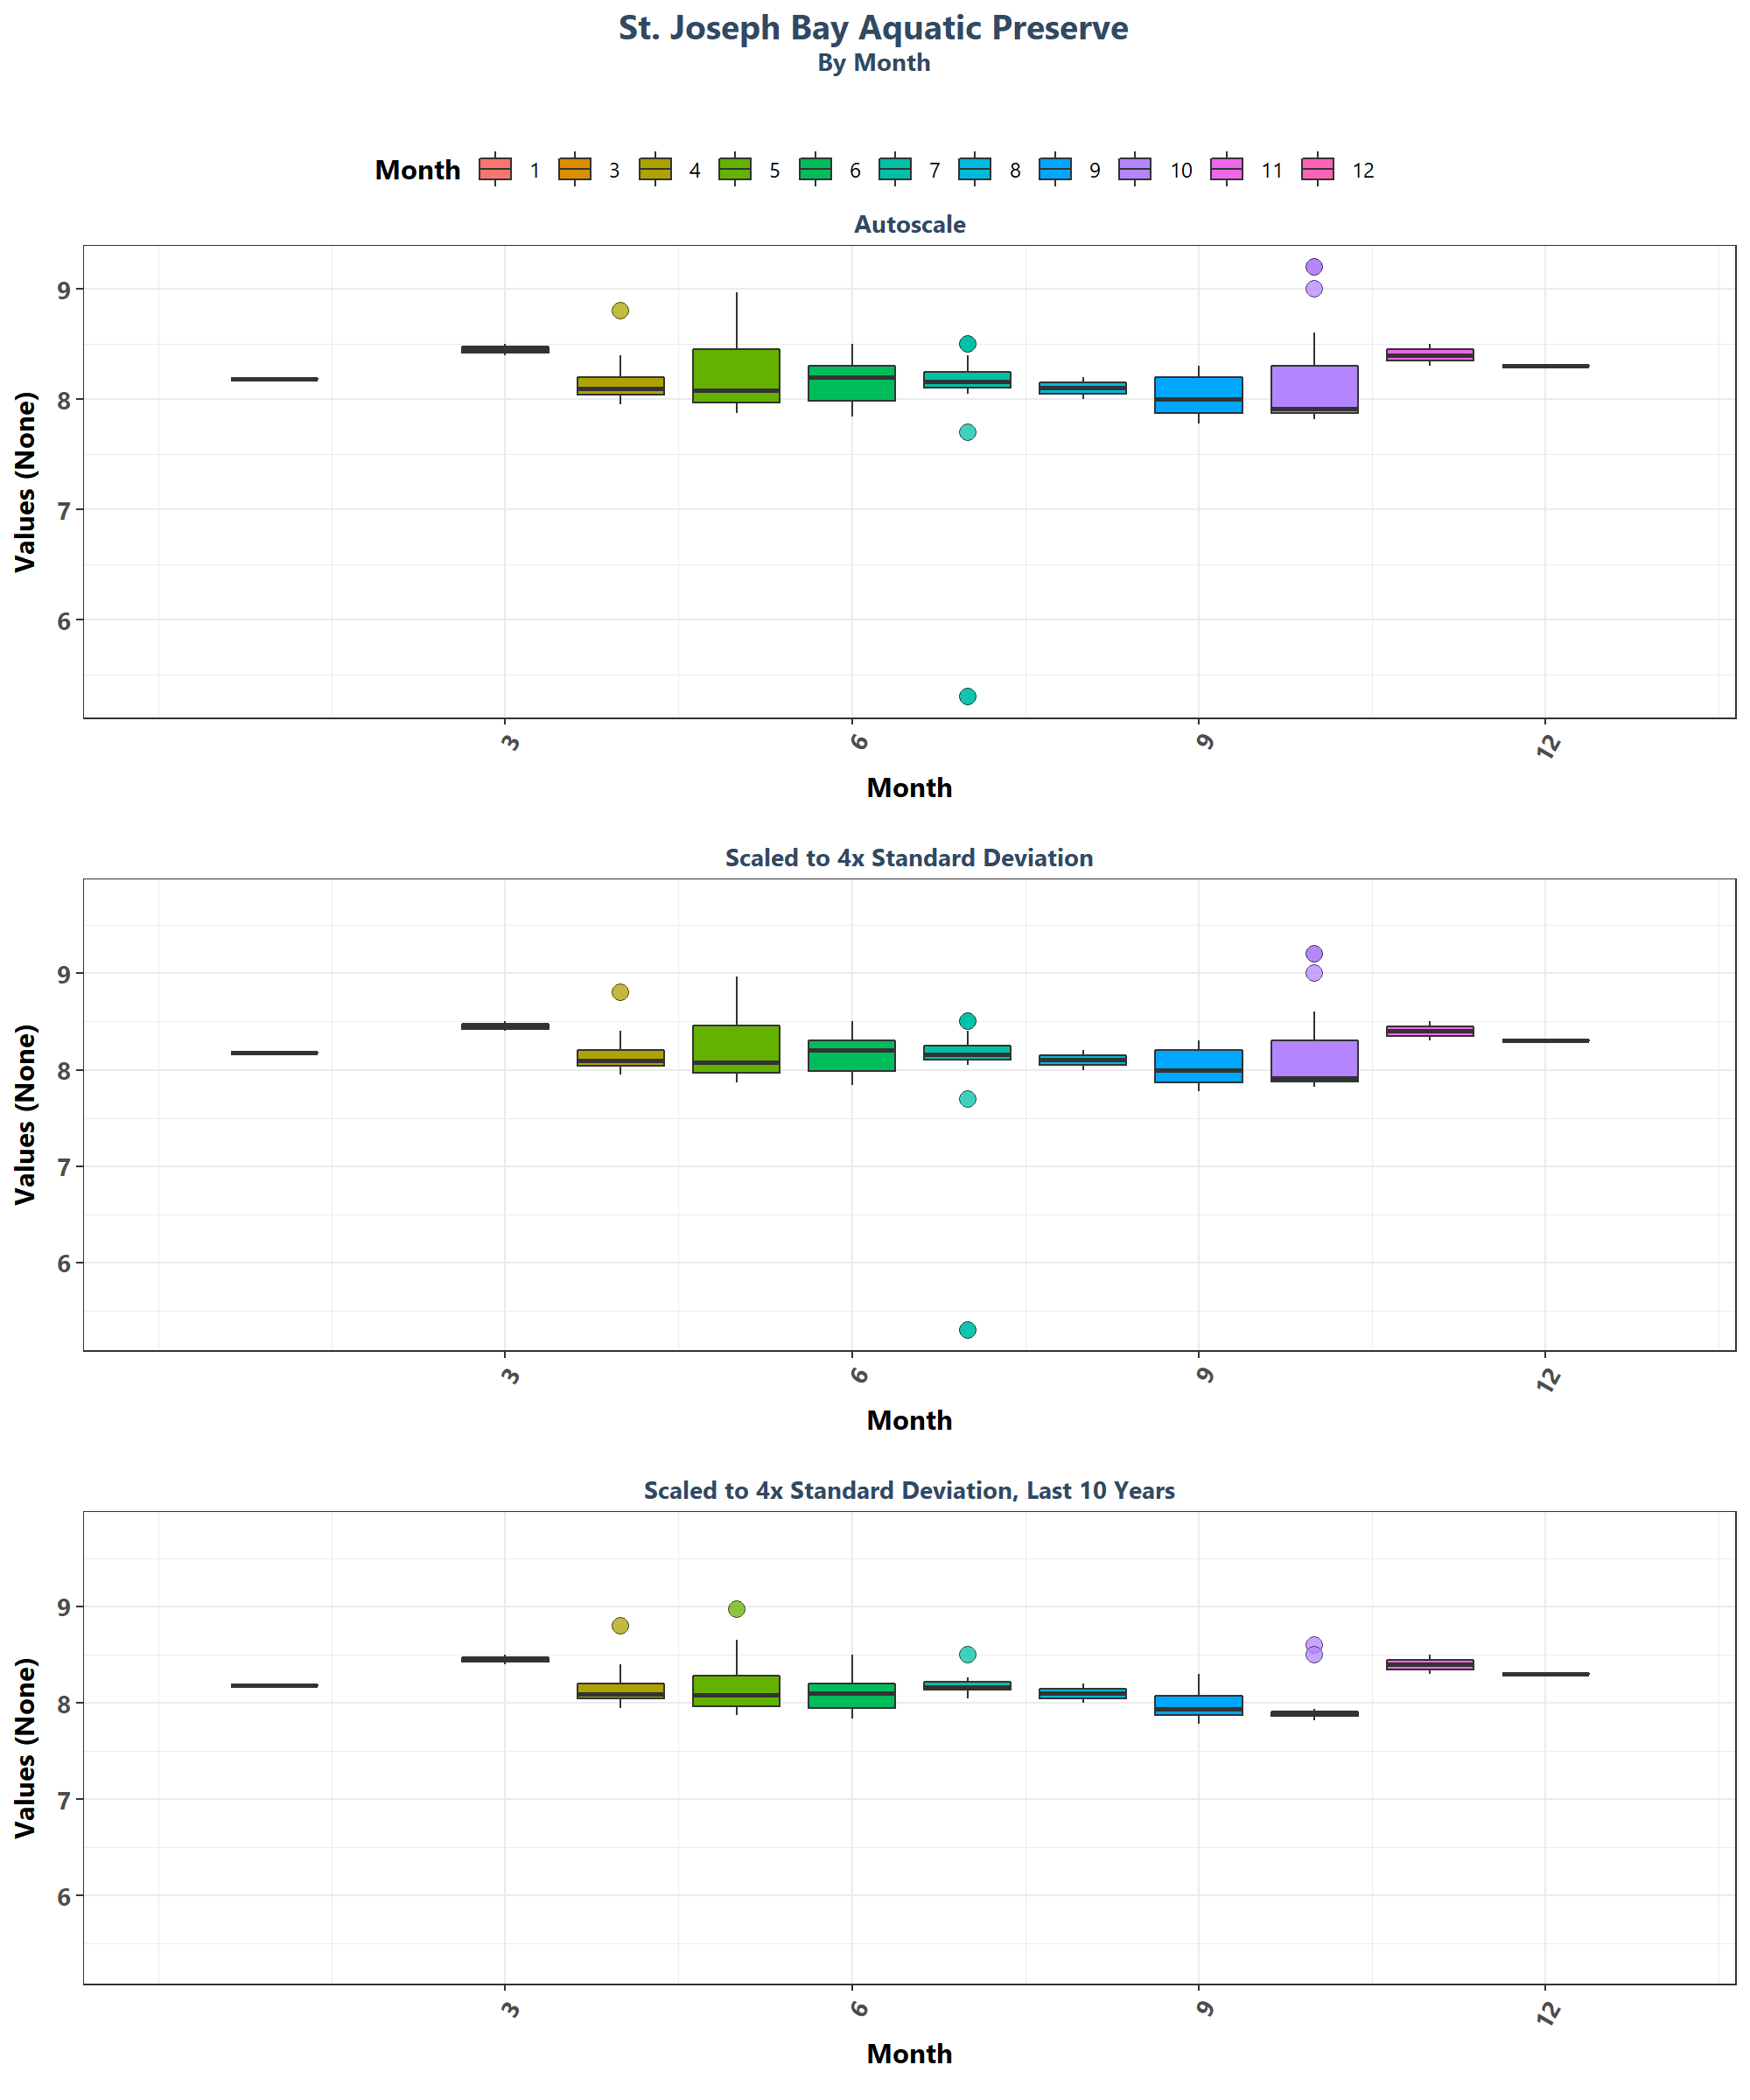 St. Joseph Bay Aquatic Preserve
By Month
Month 1 3 4 5 6 7 8 9 10 11 12
Autoscale
Values (None)
9
8
7
6
3 6 9 12
Month
Scaled to 4x Standard Deviation
Values (None)
9
8
7
6
3 6 9 12
Month
Scaled to 4x Standard Deviation, Last 10 Years
Values (None)
9
8
7
6
3 6 9 12
Month